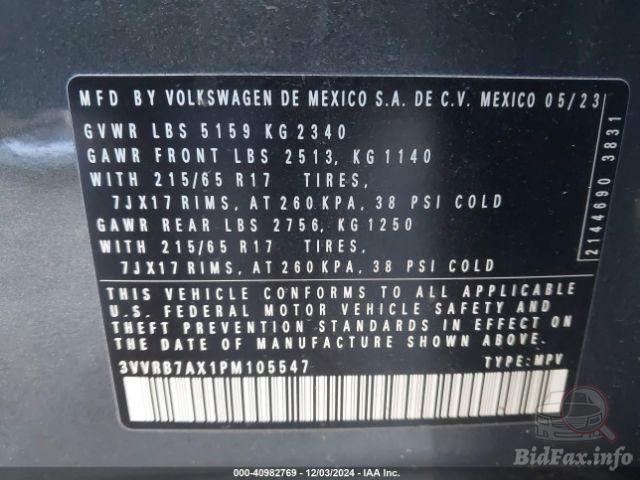 MFD BY VOLKSWAGEN DE MEXICO S.A. DE C.V. MEXICO 05/23
GVWR LBS 5159 KG 2340
GAWR FRONT LBS 2513, KG 1140
WITH 215/65 R17 TIRES,
7JX17 RIMS, AT 260 KPA, 38 PSI COLD
GAWR REAR LBS 2756, KG 1250
WITH 215/65 R17 TIRES,
7JX17 RIMS, AT 260 KPA, 38 PSI COLD
THIS VEHICLE CONFORMS TO ALL APPLICABLE
U.S. FEDERAL MOTOR VEHICLE SAFETY AND
THEFT PREVENTION STANDARDS IN EFFECT ON
THE DATE OF MANUFACTURE SHOWN ABOVE.
3VVRB7AX1PM105547 TYPE: MPV
2144690 3831
BidFax.info
000-40982769 - 12/03/2024 - IAA Inc.